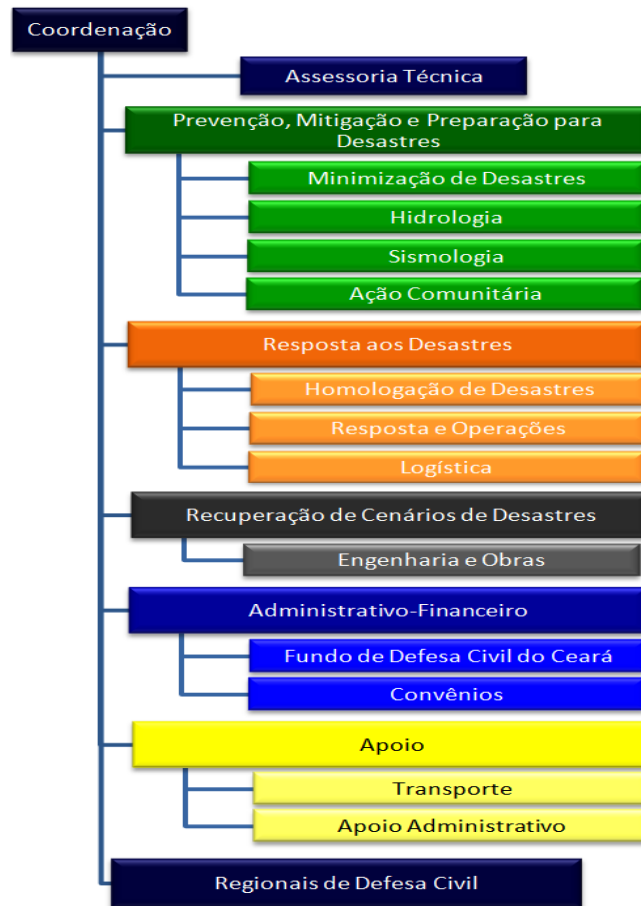 Coordenação
Assessoria Técnica
Prevenção, Mitigação e Preparação para
Desastres
Minimização de Desastres
Hidrologia
Sismologia
Ação Comunitária
Resposta aos Desastres
Homologação de Desastres
Resposta e Operações
Logística
Recuperação de Cenários de Desastres
Engenharia e Obras
Administrativo-Financeiro
Fundo de Defesa Civil do Ceará
Convênios
Apoio
Transporte
Apoio Administrativo
Regionais de Defesa Civil